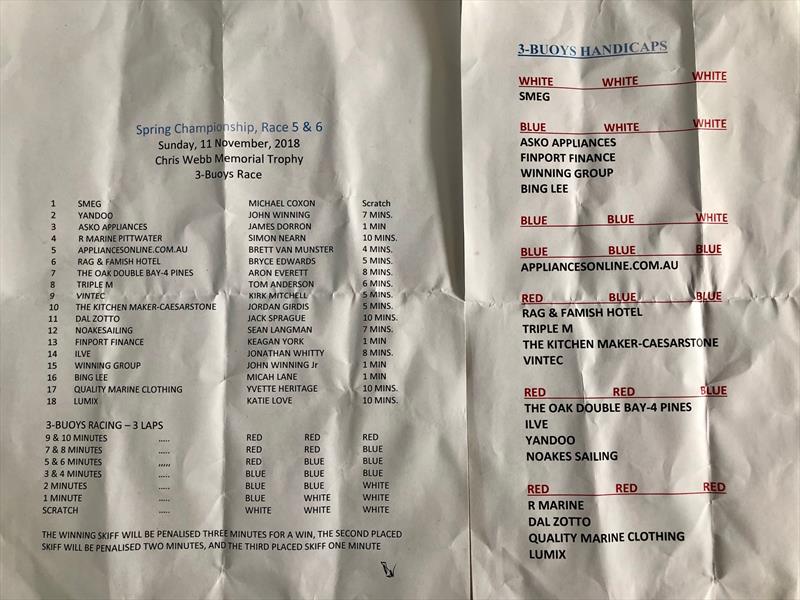 Spring Championship, Race 5 & 6
Sunday, 11 November, 2018
Chris Webb Memorial Trophy
3-Buoys Race
1 SMEG MICHAEL COXON Scratch
2 YANDOO JOHN WINNING 7 MINS.
3 ASKO APPLIANCES JAMES DORRON 1 MIN
4 R MARINE PITTWATER SIMON NEARN 10 MINS.
5 APPLIANCESONLINE.COM.AU BRETT VAN MUNSTER 4 MINS.
6 RAG & FAMISH HOTEL BRYCE EDWARDS 5 MINS.
7 THE OAK DOUBLE BAY-4 PINES ARON EVERETT 8 MINS.
8 TRIPLE M TOM ANDERSON 6 MINS.
9 VINTEC KIRK MITCHELL 5 MINS.
10 THE KITCHEN MAKER-CAESARSTONE JORDAN GIRDIS 5 MINS.
11 DAL ZOTTO JACK SPRAGUE 10 MINS.
12 NOAKESAILING SEAN LANGMAN 7 MINS.
13 FINPORT FINANCE KEAGAN YORK 1 MIN
14 ILVE JONATHAN WHITTY 8 MINS.
15 WINNING GROUP JOHN WINNING Jr 1 MIN
16 BING LEE MICAH LANE 1 MIN
17 QUALITY MARINE CLOTHING YVETTE HERITAGE 10 MINS.
18 LUMIX KATIE LOVE 10 MINS.
3-BUOYS RACING – 3 LAPS
9 & 10 MINUTES ..... RED RED RED
7 & 8 MINUTES ..... RED RED BLUE
5 & 6 MINUTES ,,,,, RED BLUE BLUE
3 & 4 MINUTES ..... BLUE BLUE BLUE
2 MINUTES ..... BLUE BLUE WHITE
1 MINUTE ..... BLUE WHITE WHITE
SCRATCH ..... WHITE WHITE WHITE
THE WINNING SKIFF WILL BE PENALISED THREE MINUTES FOR A WIN, THE SECOND PLACED
SKIFF WILL BE PENALISED TWO MINUTES, AND THE THIRD PLACED SKIFF ONE MINUTE
3-BUOYS HANDICAPS
WHITE WHITE WHITE
SMEG
BLUE WHITE WHITE
ASKO APPLIANCES
FINPORT FINANCE
WINNING GROUP
BING LEE
BLUE BLUE WHITE
BLUE BLUE BLUE
APPLIANCESONLINE.COM.AU
RED BLUE BLUE
RAG & FAMISH HOTEL
TRIPLE M
THE KITCHEN MAKER-CAESARSTONE
VINTEC
RED RED BLUE
THE OAK DOUBLE BAY-4 PINES
ILVE
YANDOO
NOAKES SAILING
RED RED RED
R MARINE
DAL ZOTTO
QUALITY MARINE CLOTHING
LUMIX